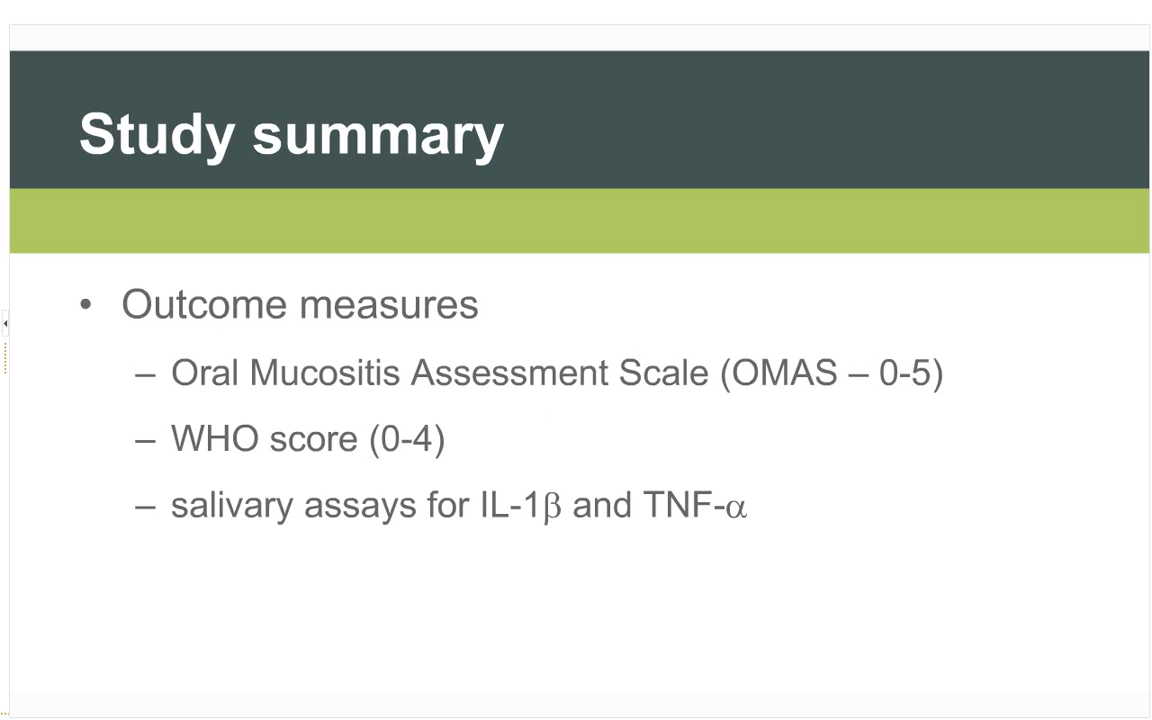 Study summary
• Outcome measures
– Oral Mucositis Assessment Scale (OMAS – 0-5)
– WHO score (0-4)
– salivary assays for IL-1β and TNF-α